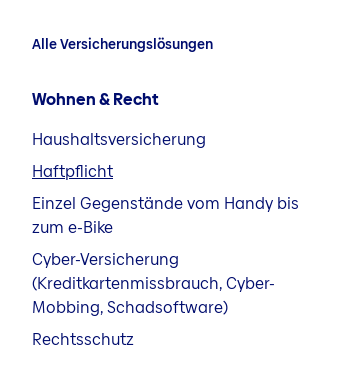 Alle Versicherungslösungen
Wohnen & Recht
Haushaltsversicherung
Haftpflicht
Einzel Gegenstände vom Handy bis
zum e-Bike
Cyber-Versicherung
(Kreditkartenmissbrauch, Cyber-
Mobbing, Schadsoftware)
Rechtsschutz